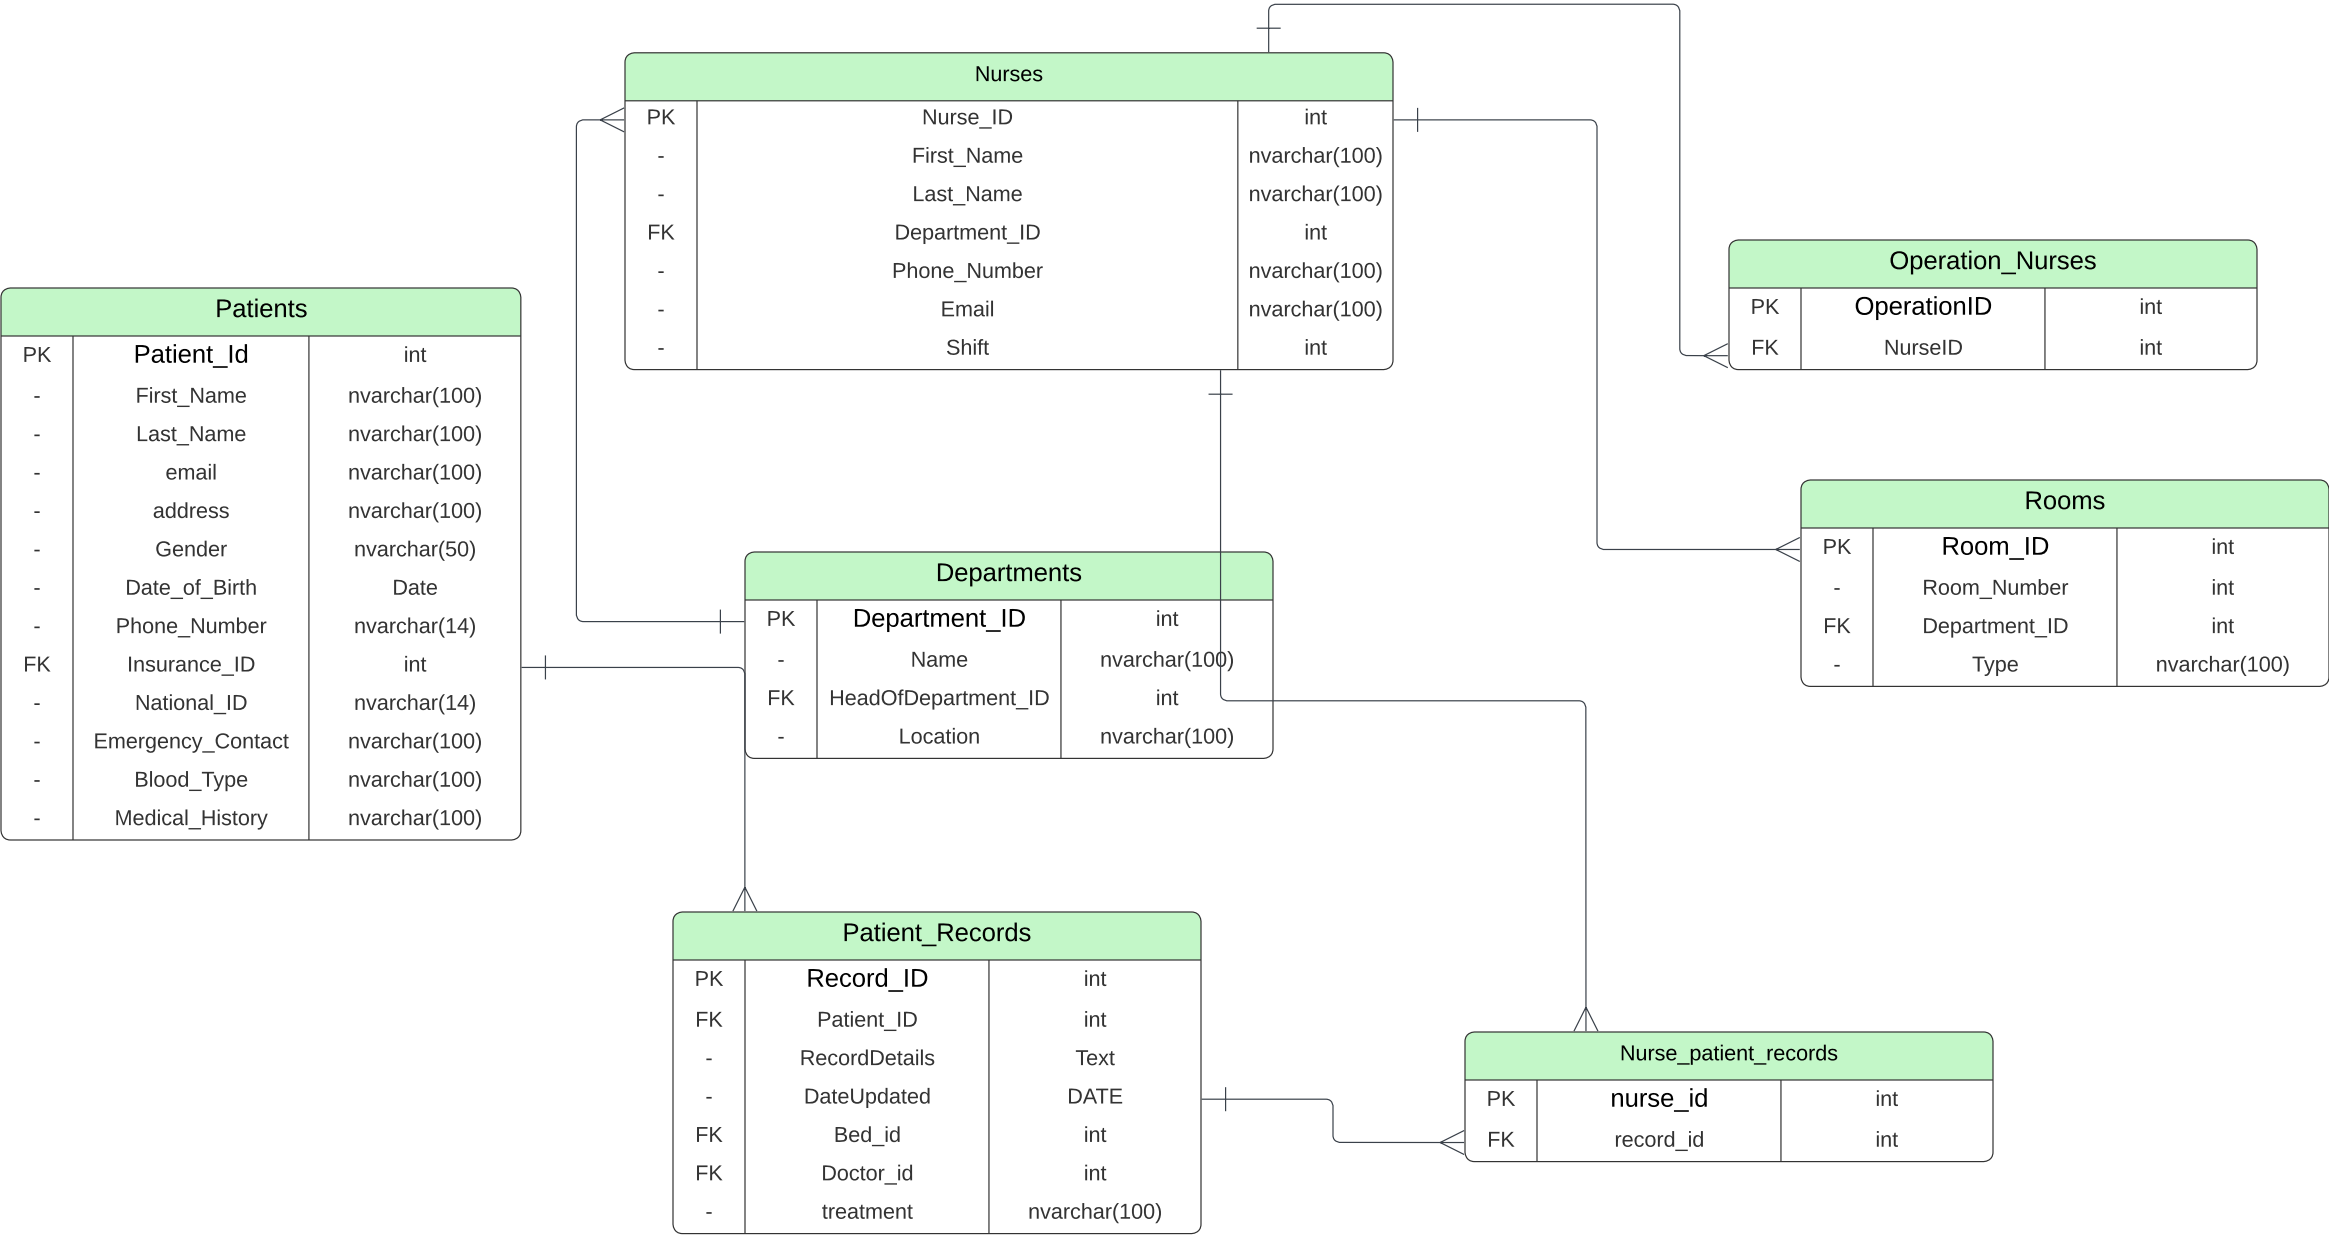 Nurses
PK Nurse_ID int
- First_Name nvarchar(100)
- Last_Name nvarchar(100)
FK Department_ID int
- Phone_Number nvarchar(100)
- Email nvarchar(100)
- Shift int
Operation_Nurses
PK OperationID int
FK NurseID int
Patients
PK Patient_Id int
- First_Name nvarchar(100)
- Last_Name nvarchar(100)
- email nvarchar(100)
- address nvarchar(100)
- Gender nvarchar(50)
- Date_of_Birth Date
- Phone_Number nvarchar(14)
FK Insurance_ID int
- National_ID nvarchar(14)
- Emergency_Contact nvarchar(100)
- Blood_Type nvarchar(100)
- Medical_History nvarchar(100)
Rooms
PK Room_ID int
- Room_Number int
FK Department_ID int
- Type nvarchar(100)
Departments
PK Department_ID int
- Name nvarchar(100)
FK HeadOfDepartment_ID int
- Location nvarchar(100)
Patient_Records
PK Record_ID int
FK Patient_ID int
- RecordDetails Text
- DateUpdated DATE
FK Bed_id int
FK Doctor_id int
- treatment nvarchar(100)
Nurse_patient_records
PK nurse_id int
FK record_id int